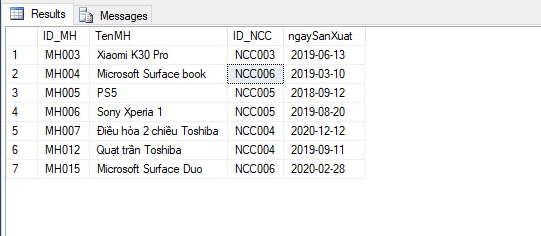 Results Messages
ID_MH TenMH ID_NCC ngaySanXuat
1 MH003 Xiaomi K30 Pro NCC003 2019-06-13
2 MH004 Microsoft Surface book NCC006 2019-03-10
3 MH005 PS5 NCC005 2018-09-12
4 MH006 Sony Xperia 1 NCC005 2019-08-20
5 MH007 Điều hòa 2 chiều Toshiba NCC004 2020-12-12
6 MH012 Quạt trần Toshiba NCC004 2019-09-11
7 MH015 Microsoft Surface Duo NCC006 2020-02-28